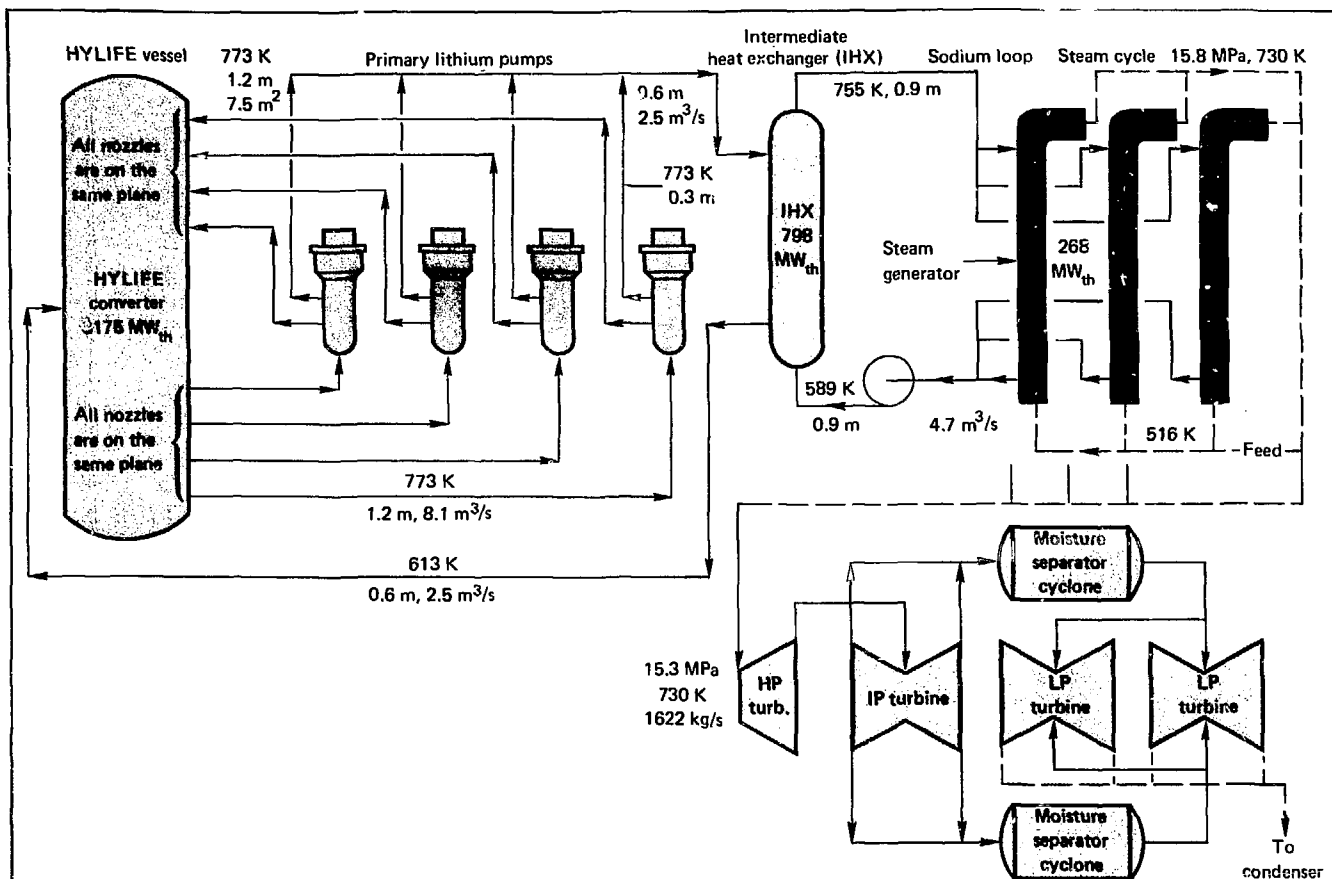 HYLIFE vessel
773 K
1.2 m
7.5 m²
Primary lithium pumps
0.6 m
2.5 m³/s
773 K
0.3 m
Intermediate
heat exchanger (IHX)
Sodium loop
755 K, 0.9 m
Steam cycle
15.8 MPa, 730 K
All nozzles
are on the
same plane
HYLIFE
converter
MWth
All nozzles
are on the
same plane
773 K
1.2 m, 8.1 m³/s
613 K
0.6 m, 2.5 m³/s
IHX
798
MWth
Steam
generator
268
MWth
589 K
0.9 m
4.7 m³/s
516 K
Feed
15.3 MPa
730 K
1622 kg/s
HP
turb.
IP turbine
Moisture
separator
cyclone
LP
turbine
LP
turbine
Moisture
separator
cyclone
To
condenser